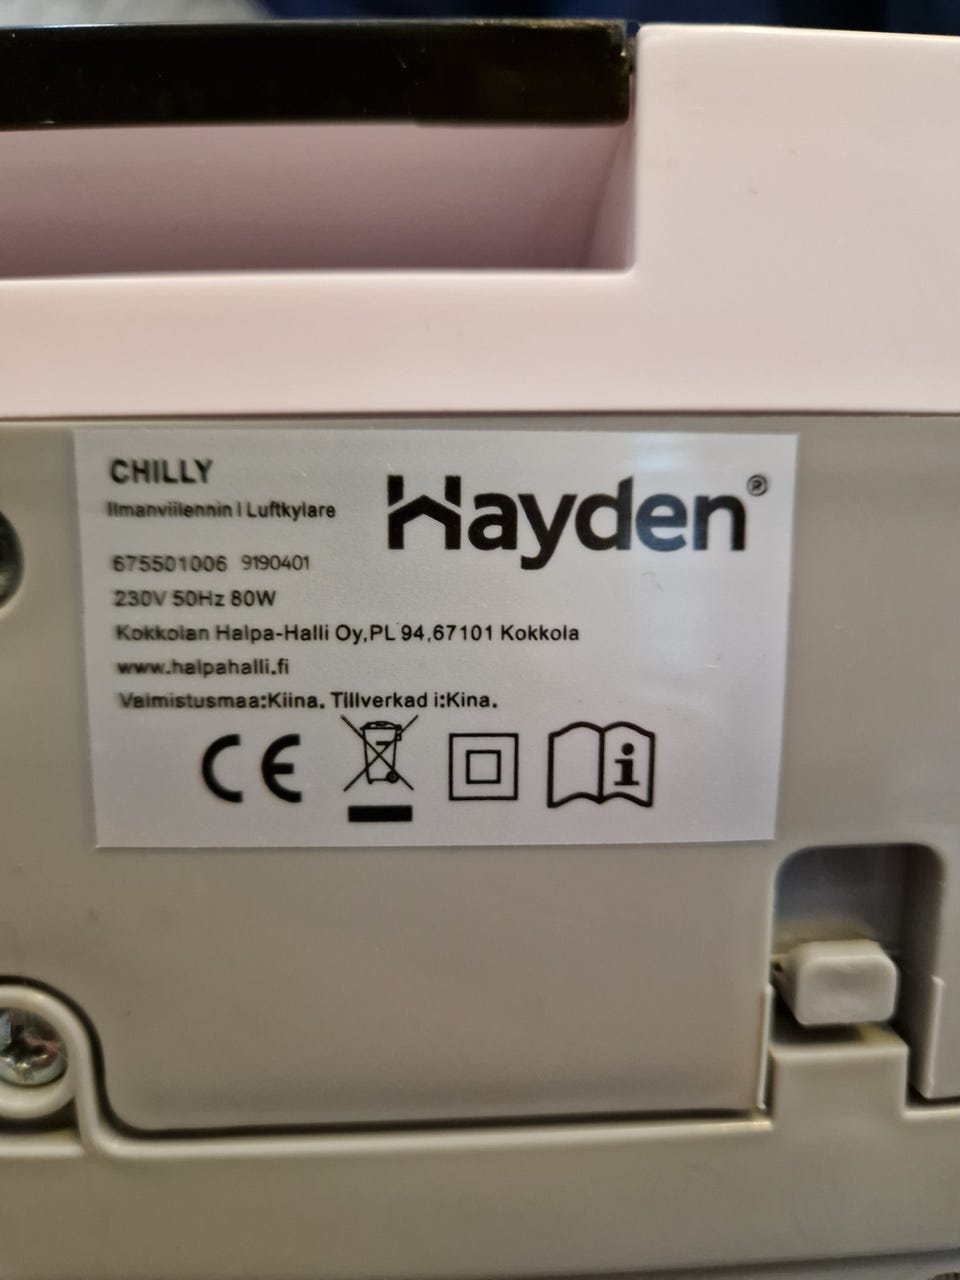 CHILLY
Ilmanviilennin | Luftkylare
Hayden®
675501006 9190401
230V 50Hz 80W
Kokkolan Halpa-Halli Oy,PL 94,67101 Kokkola
www.halpahalli.fi
Valmistusmaa:Kiina. Tillverkad i:Kina.
CE
i